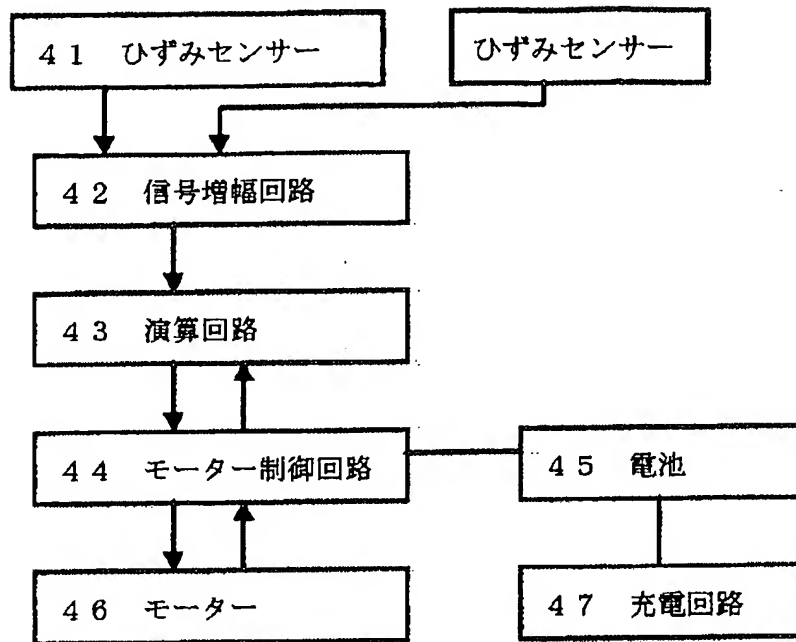 ４１　ひずみセンサー
ひずみセンサー
４２　信号増幅回路
４３　演算回路
４４　モーター制御回路
４５　電池
４６　モーター
４７　充電回路